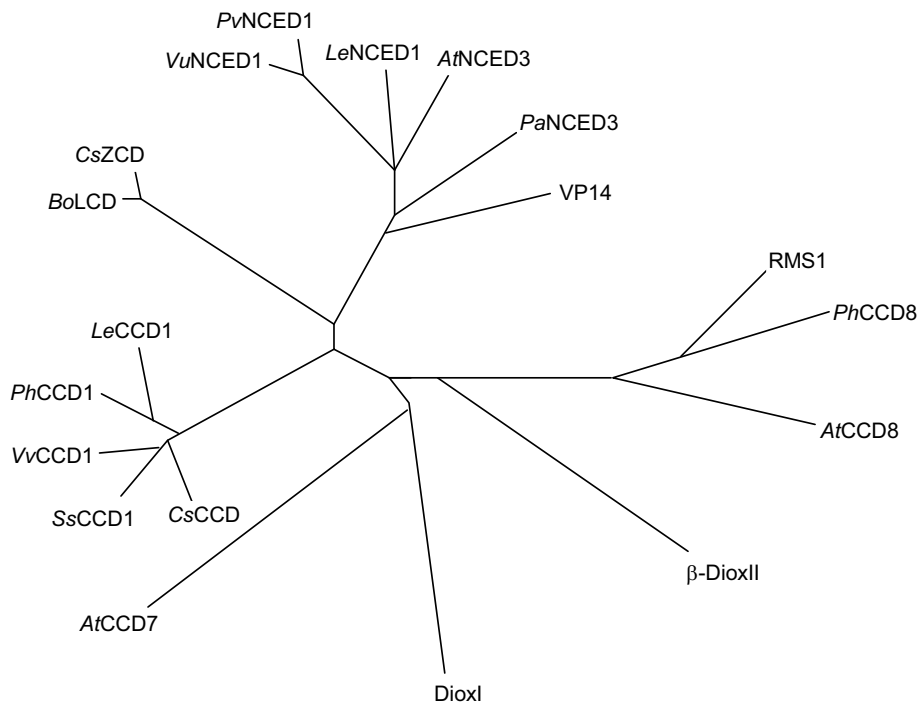 PvNCED1
VuNCED1
LeNCED1
AtNCED3
PaNCED3
CsZCD
BoLCD
VP14
RMS1
PhCCD8
LeCCD1
PhCCD1
AtCCD8
VvCCD1
SsCCD1
CsCCD
β-DioxII
AtCCD7
DioxI